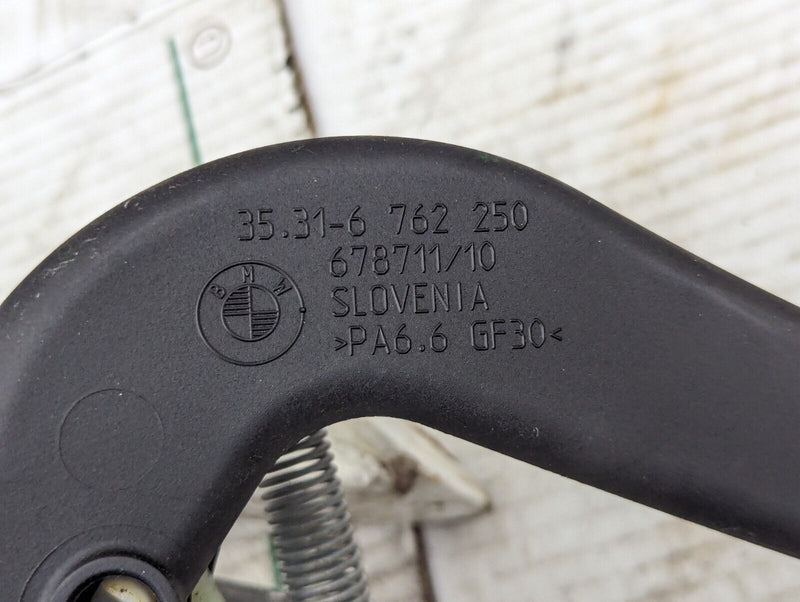 35.31-6 762 250
678711/10
BMW
SLOVENIA
>PA6.6 GF30<